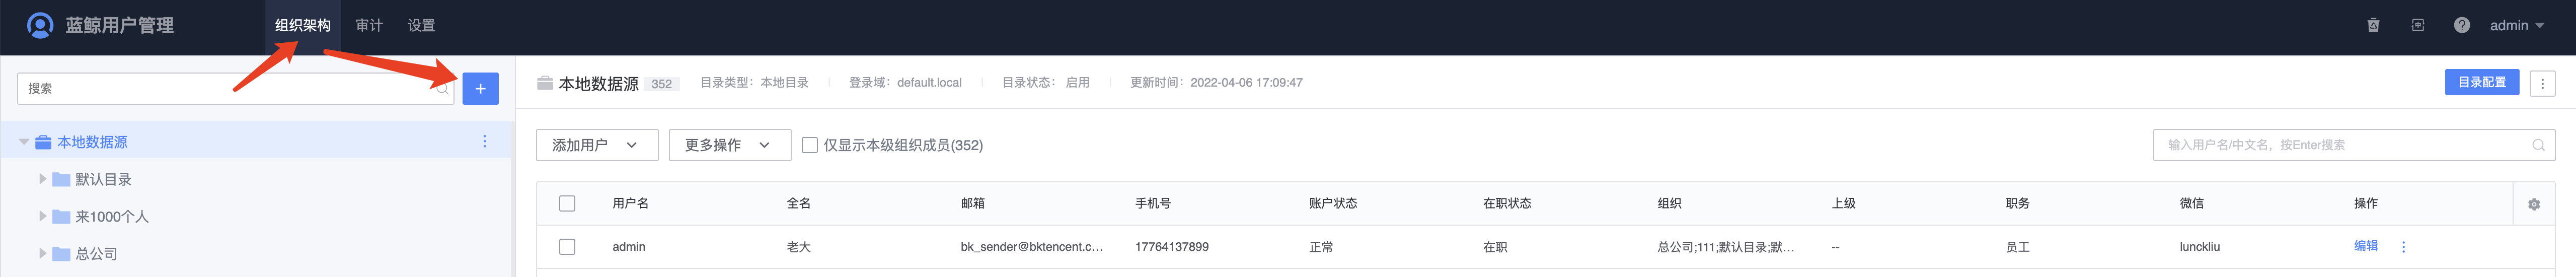 蓝鲸用户管理 组织架构 审计 设置 admin
搜索 +
本地数据源 352 目录类型：本地目录 登录域：default.local 目录状态：启用 更新时间：2022-04-06 17:09:47 目录配置
本地数据源
默认目录
来1000个人
总公司
添加用户 更多操作 仅显示本级组织成员(352) 输入用户名/中文名，按Enter搜索
用户名 全名 邮箱 手机号 账户状态 在职状态 组织 上级 职务 微信 操作
admin 老大 bk_sender@bktencent.c... 17764137899 正常 在职 总公司;111;默认目录;默... -- 员工 lunckliu 编辑